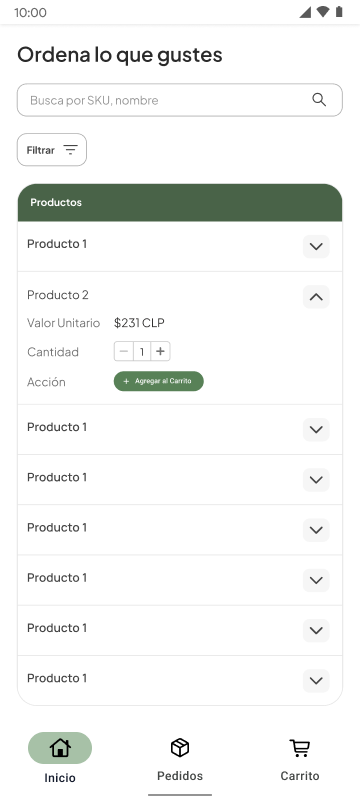 10:00
Ordena lo que gustes
Busca por SKU, nombre
Filtrar
Productos
Producto 1
Producto 2
Valor Unitario $231 CLP
Cantidad − 1 +
Acción + Agregar al Carrito
Producto 1
Producto 1
Producto 1
Producto 1
Producto 1
Producto 1
Inicio Pedidos Carrito